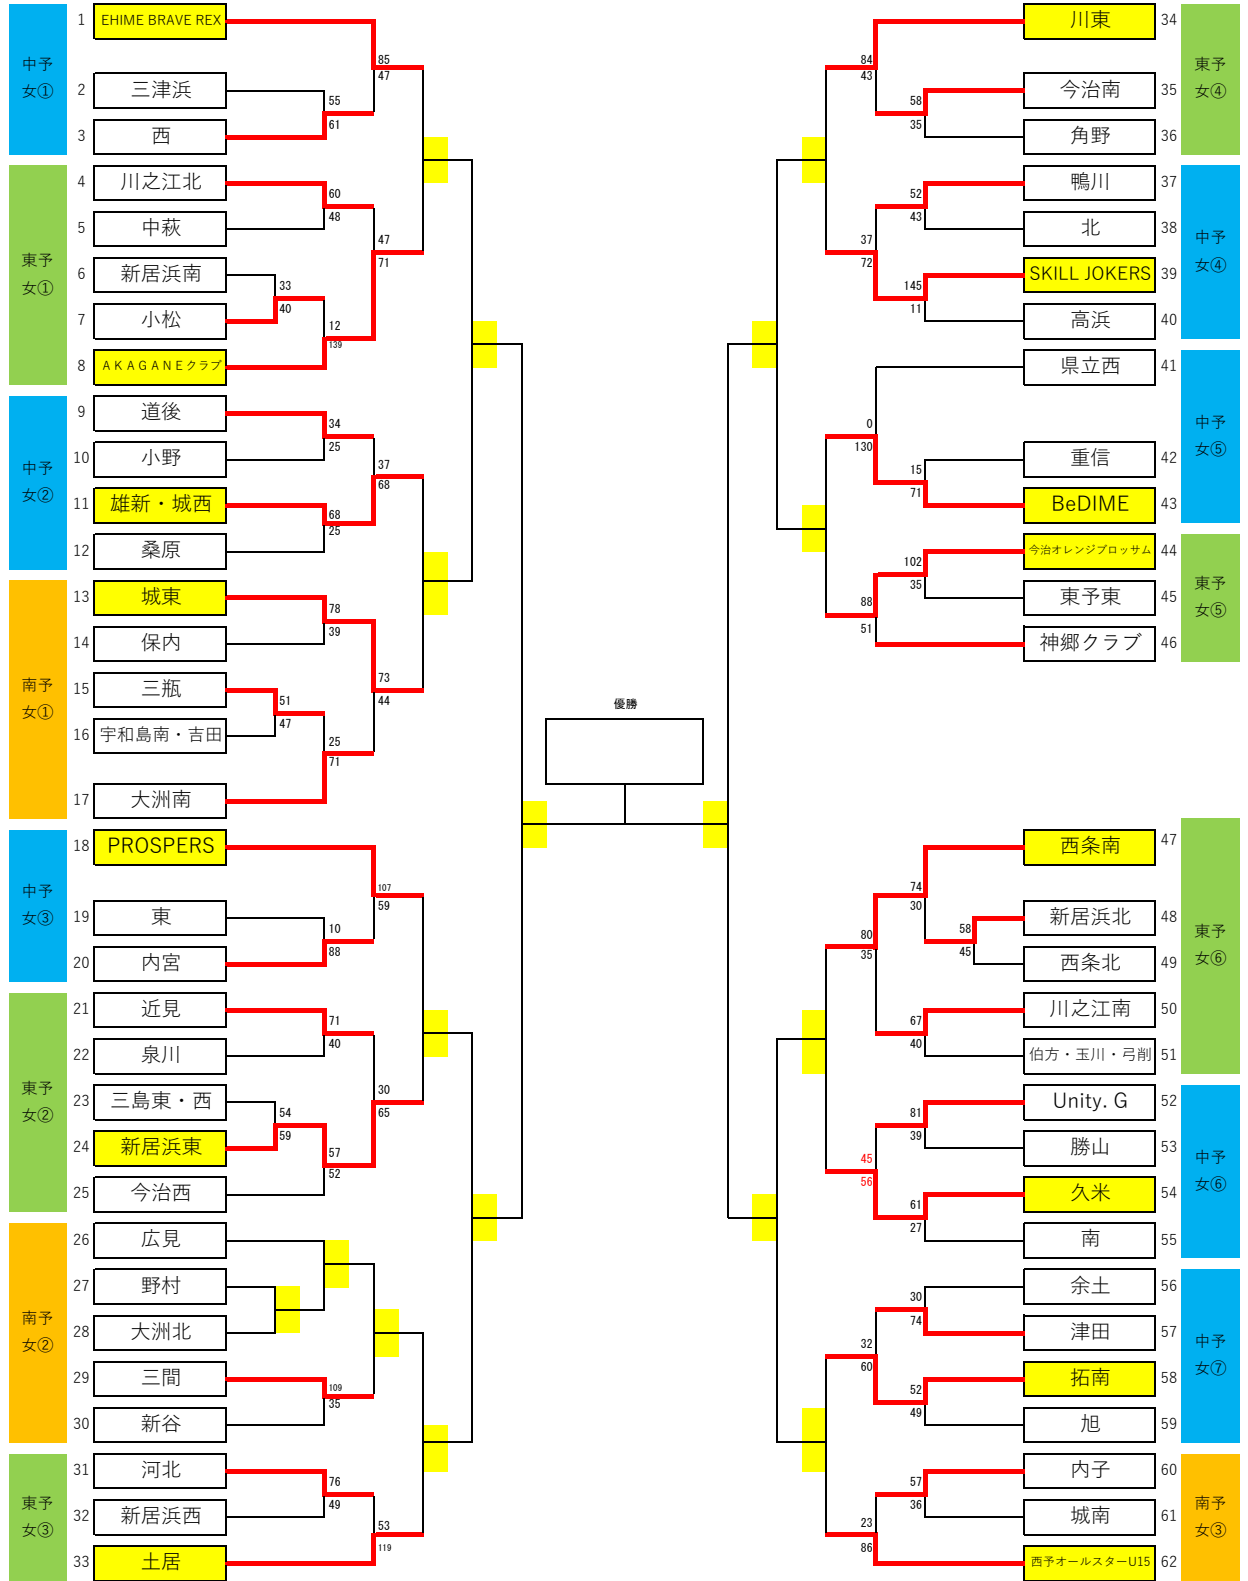 中予
女①
1 EHIME BRAVE REX
2 三津浜
3 西
85
47
55
61
東予
女①
4 川之江北
5 中萩
6 新居浜南
7 小松
8 AKAGANEクラブ
60
48
47
71
33
40
12
139
中予
女②
9 道後
10 小野
11 雄新・城西
12 桑原
34
25
37
68
68
25
南予
女①
13 城東
14 保内
15 三瓶
16 宇和島南・吉田
17 大洲南
78
39
73
44
51
47
25
71
中予
女③
18 PROSPERS
19 東
20 内宮
107
59
10
88
東予
女②
21 近見
22 泉川
23 三島東・西
24 新居浜東
25 今治西
71
40
30
65
54
59
57
52
南予
女②
26 広見
27 野村
28 大洲北
29 三間
30 新谷
109
35
東予
女③
31 河北
32 新居浜西
33 土居
76
49
53
119
優勝
川東 34
今治南 35
角野 36
東予
女④
84
43
58
35
鴨川 37
北 38
SKILL JOKERS 39
高浜 40
中予
女④
52
43
37
72
145
11
県立西 41
重信 42
BeDIME 43
中予
女⑤
0
130
15
71
今治オレンジブロッサム 44
東予東 45
神郷クラブ 46
東予
女⑤
102
35
88
51
西条南 47
新居浜北 48
西条北 49
川之江南 50
伯方・玉川・弓削 51
東予
女⑥
74
30
58
45
80
35
67
40
Unity. G 52
勝山 53
久米 54
南 55
中予
女⑥
81
39
45
56
61
27
余土 56
津田 57
拓南 58
旭 59
中予
女⑦
30
74
32
60
52
49
内子 60
城南 61
西予オールスターU15 62
南予
女③
57
36
23
86